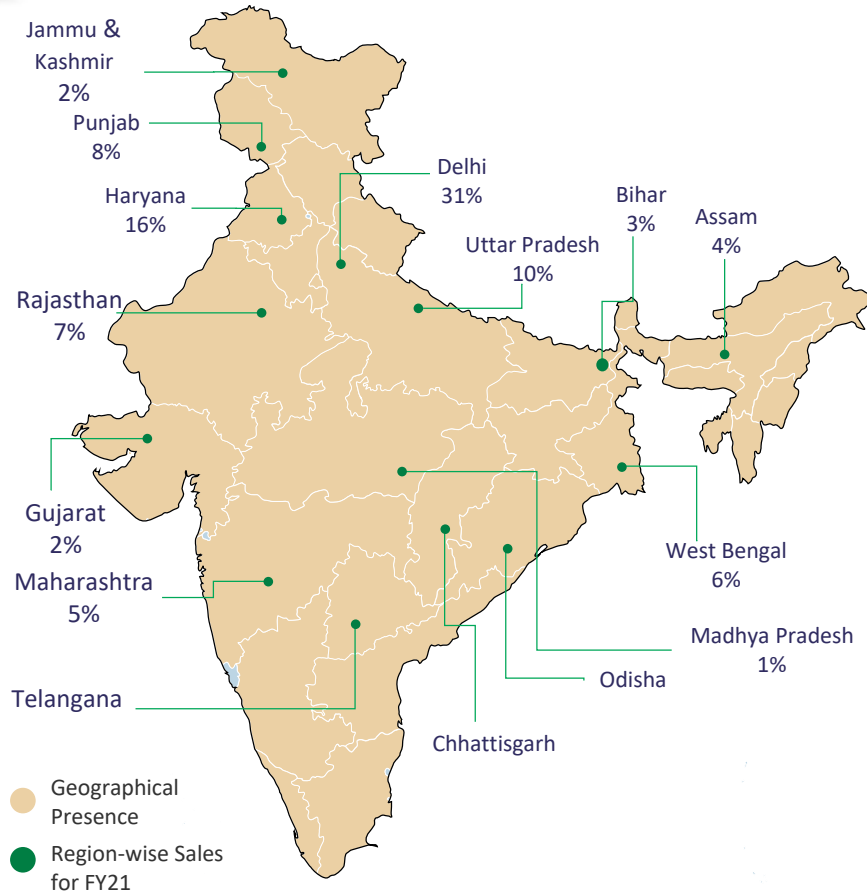 Jammu &
Kashmir
2%
Punjab
8%
Delhi
31%
Haryana
16%
Bihar
3%
Assam
4%
Uttar Pradesh
10%
Rajasthan
7%
Gujarat
2%
West Bengal
6%
Maharashtra
5%
Madhya Pradesh
1%
Odisha
Telangana
Chhattisgarh
Geographical
Presence
Region-wise Sales
for FY21